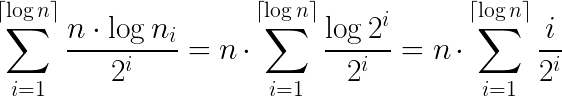 $\sum_{i=1}^{\lceil \log n \rceil} \frac{n \cdot \log n_i}{2^i} = n \cdot \sum_{i=1}^{\lceil \log n \rceil} \frac{\log 2^i}{2^i} = n \cdot \sum_{i=1}^{\lceil \log n \rceil} \frac{i}{2^i}$